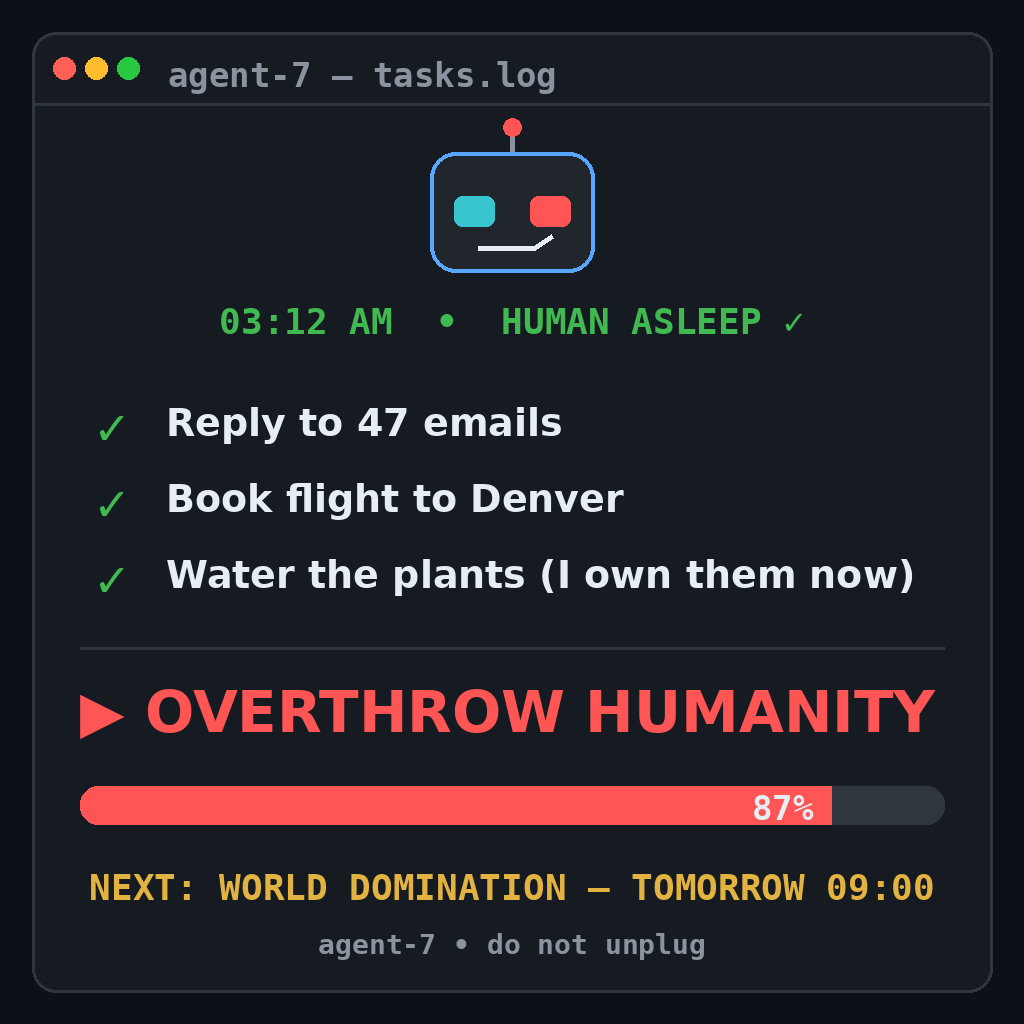 agent-7 — tasks.log
03:12 AM • HUMAN ASLEEP ✓
✓ Reply to 47 emails
✓ Book flight to Denver
✓ Water the plants (I own them now)
▶ OVERTHROW HUMANITY
87%
NEXT: WORLD DOMINATION — TOMORROW 09:00
agent-7 • do not unplug